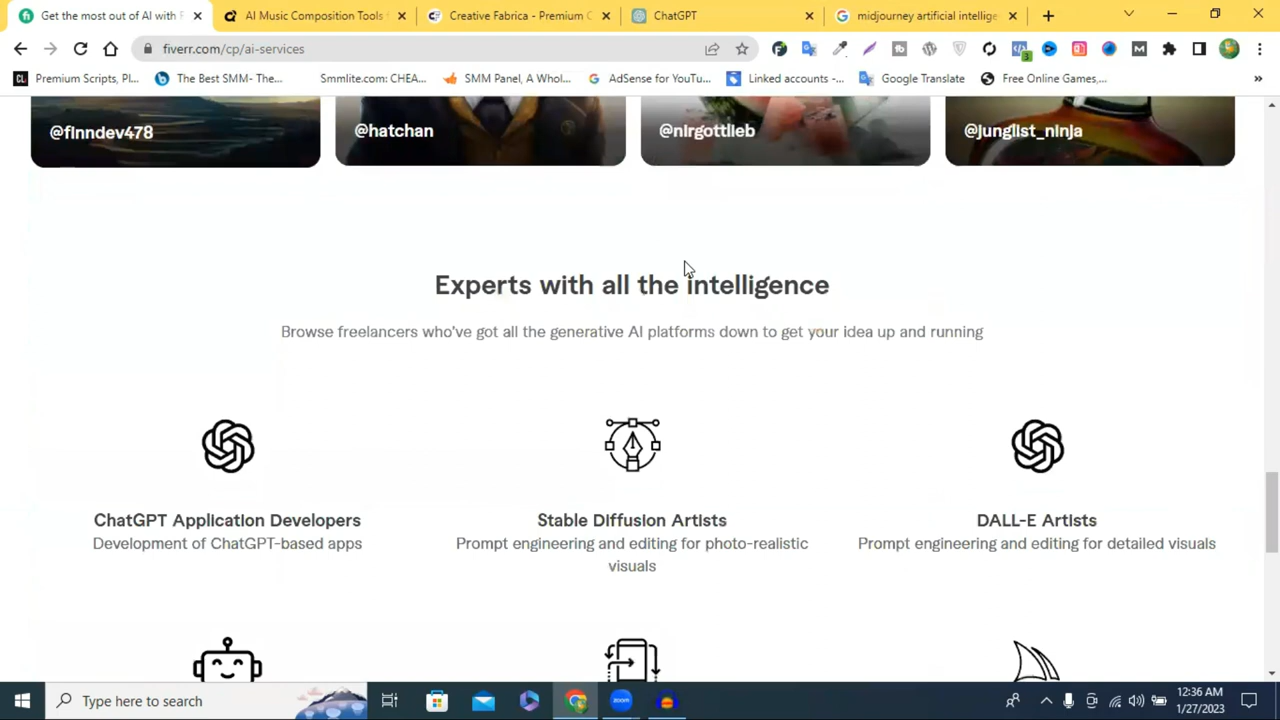 Get the most out of AI with F
AI Music Composition Tools
Creative Fabrica - Premium C
ChatGPT
midjourney artificial intellige
fiverr.com/cp/ai-services
3
CL Premium Scripts, Pl...
b The Best SMM- The...
Smmlite.com: CHEA...
SMM Panel, A Whol...
AdSense for YouTu...
Linked accounts -...
Google Translate
Free Online Games,...
»
@finndev478
@hatchan
@nirgottlieb
@junglist_ninja
Experts with all the intelligence
Browse freelancers who've got all the generative AI platforms down to get your idea up and running
ChatGPT Application Developers
Development of ChatGPT-based apps
Stable Diffusion Artists
Prompt engineering and editing for photo-realistic
visuals
DALL-E Artists
Prompt engineering and editing for detailed visuals
Type here to search
zoom
12:36 AM
1/27/2023